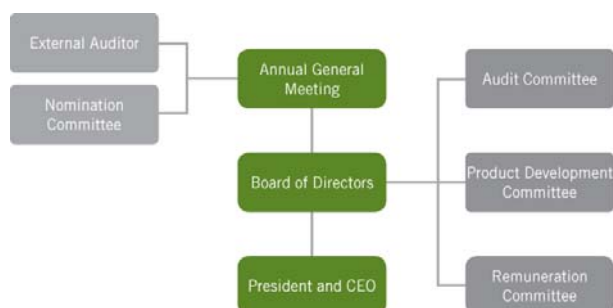 External Auditor
Nomination
Committee
Annual General
Meeting
Board of Directors
President and CEO
Audit Committee
Product Development
Committee
Remuneration
Committee